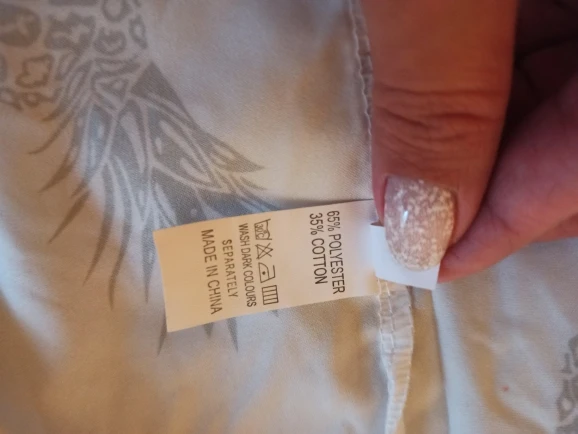 65% POLYESTER
35% COTTON
WASH DARK COLOURS
SEPARATELY
MADE IN CHINA